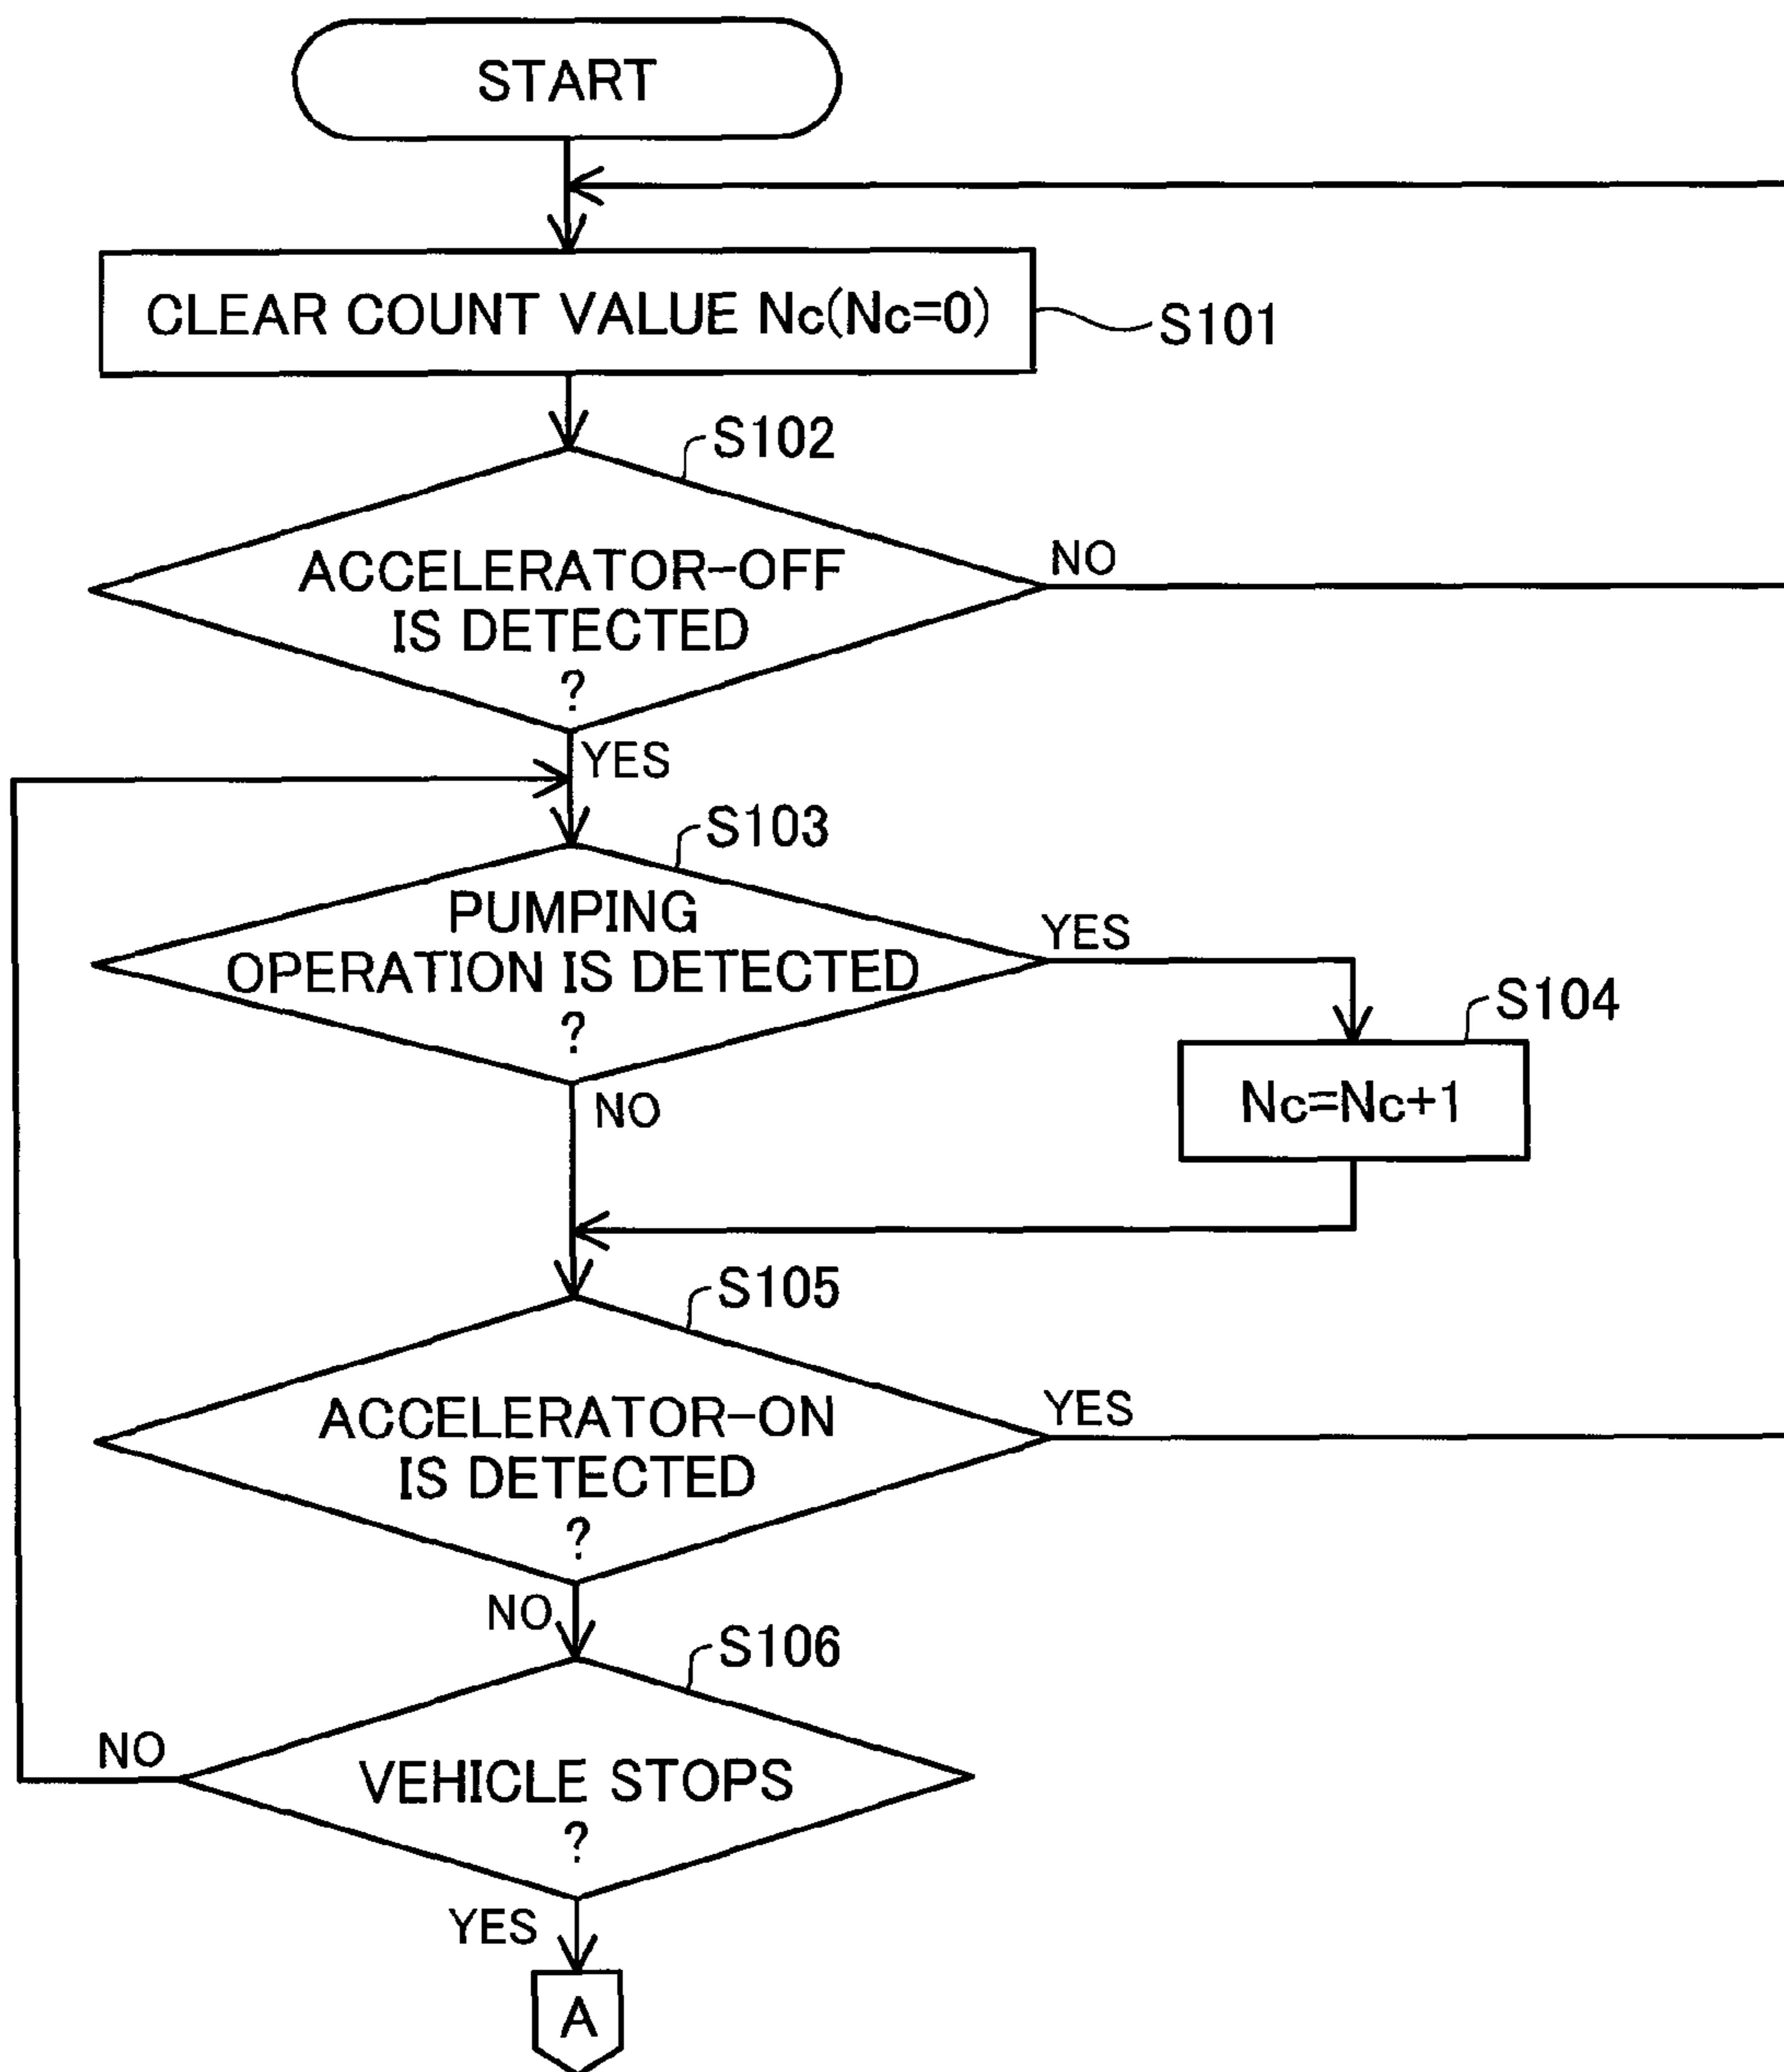 START
CLEAR COUNT VALUE Nc(Nc=0)
S101
S102
ACCELERATOR-OFF
IS DETECTED
?
NO
YES
S103
PUMPING
OPERATION IS DETECTED
?
YES
NO
S104
Nc=Nc+1
S105
ACCELERATOR-ON
IS DETECTED
?
YES
NO
S106
VEHICLE STOPS
?
NO
YES
A